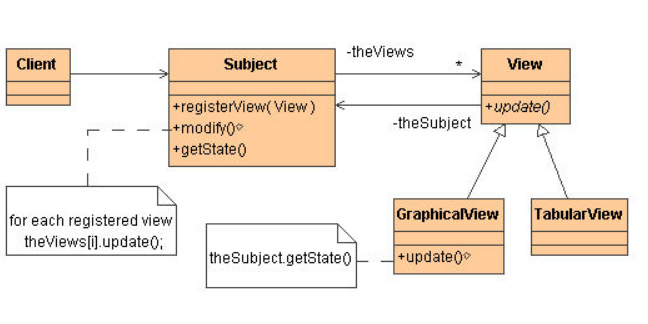 Client
Subject
+registerView( View )
+modify()
+getState()
-theViews
*
-theSubject
View
+update()
for each registered view
theViews[i].update();
theSubject.getState()
GraphicalView
+update()
TabularView